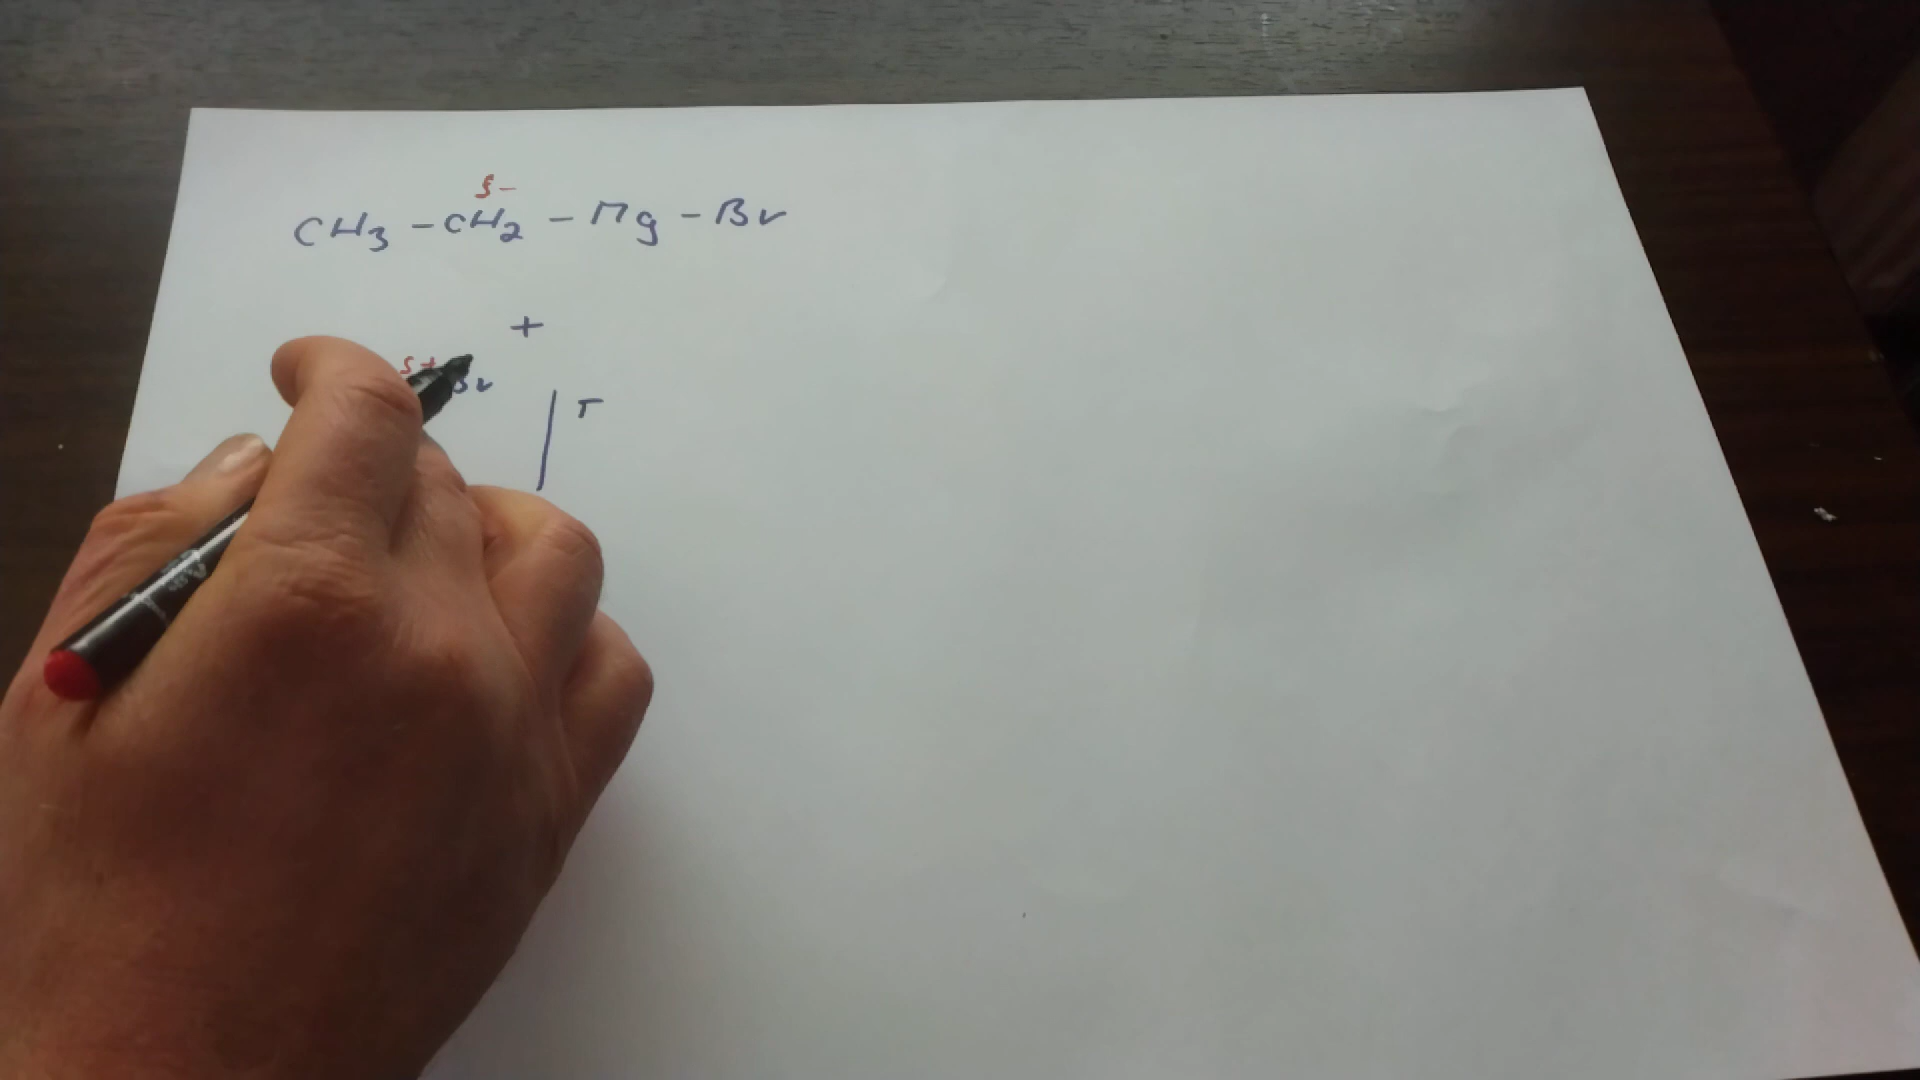 δ-
CH3 - CH2 - Mg - Br
+
δ+
Br
| T